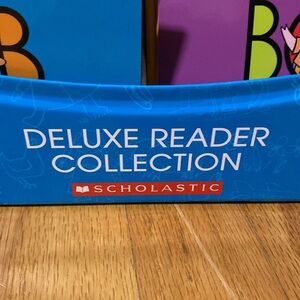 B B
DELUXE READER
COLLECTION
SCHOLASTIC